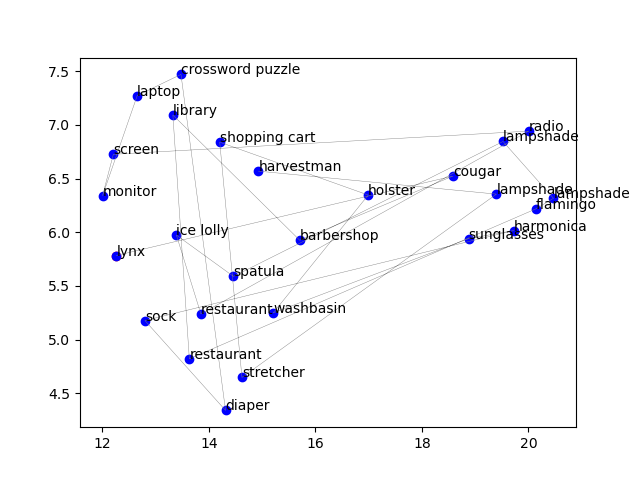 7.5
crossword puzzle
laptop
library
7.0
radio
lampshade
shopping cart
screen
harvestman
6.5
cougar
monitor
holster
lampshade
lampshade
flamingo
6.0
ice lolly
barbershop
harmonica
sunglasses
lynx
spatula
5.5
sock
restaurant
washbasin
5.0
restaurant
stretcher
4.5
diaper
12
14
16
18
20